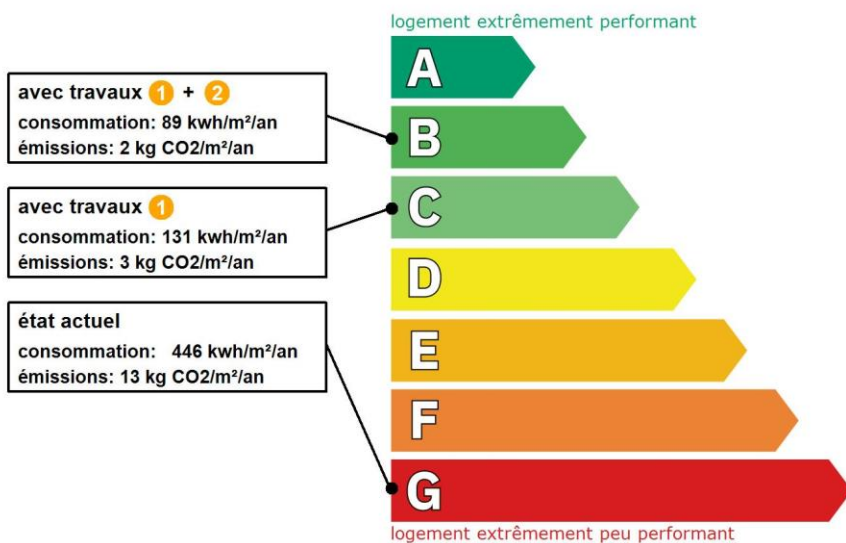 logement extrêmement performant
A
avec travaux 1 + 2
consommation: 89 kwh/m²/an
émissions: 2 kg CO2/m²/an
B
avec travaux 1
consommation: 131 kwh/m²/an
émissions: 3 kg CO2/m²/an
C
D
état actuel
consommation: 446 kwh/m²/an
émissions: 13 kg CO2/m²/an
E
F
G
logement extrêmement peu performant